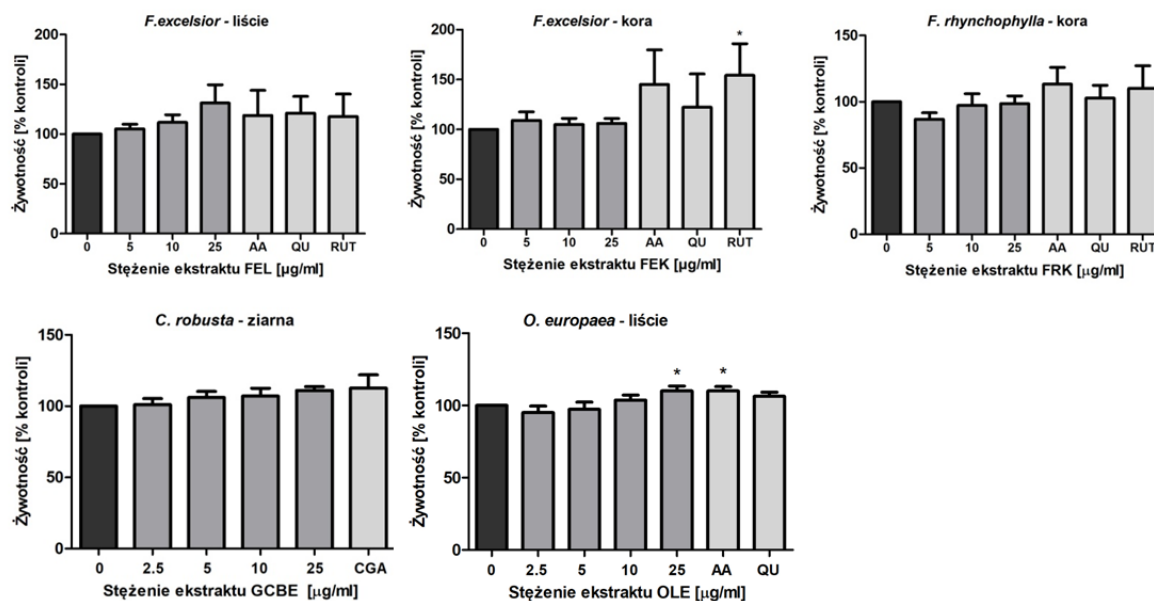 F.excelsior - liście
Żywotność [% kontroli]
200
150
100
50
0
0 5 10 25 AA QU RUT
Stężenie ekstraktu FEL [µg/ml]
F.excelsior - kora
Żywotność [% kontroli]
200
150
100
50
0
*
0 5 10 25 AA QU RUT
Stężenie ekstraktu FEK [µg/ml]
F. rhynchophylla - kora
Żywotność [% kontroli]
150
100
50
0
0 5 10 25 AA QU RUT
Stężenie ekstraktu FRK [µg/ml]
C. robusta - ziarna
Żywotność [% kontroli]
150
100
50
0
0 2.5 5 10 25 CGA
Stężenie ekstraktu GCBE [µg/ml]
O. europaea - liście
Żywotność [% kontroli]
150
100
50
0
* *
0 2.5 5 10 25 AA QU
Stężenie ekstraktu OLE [µg/ml]